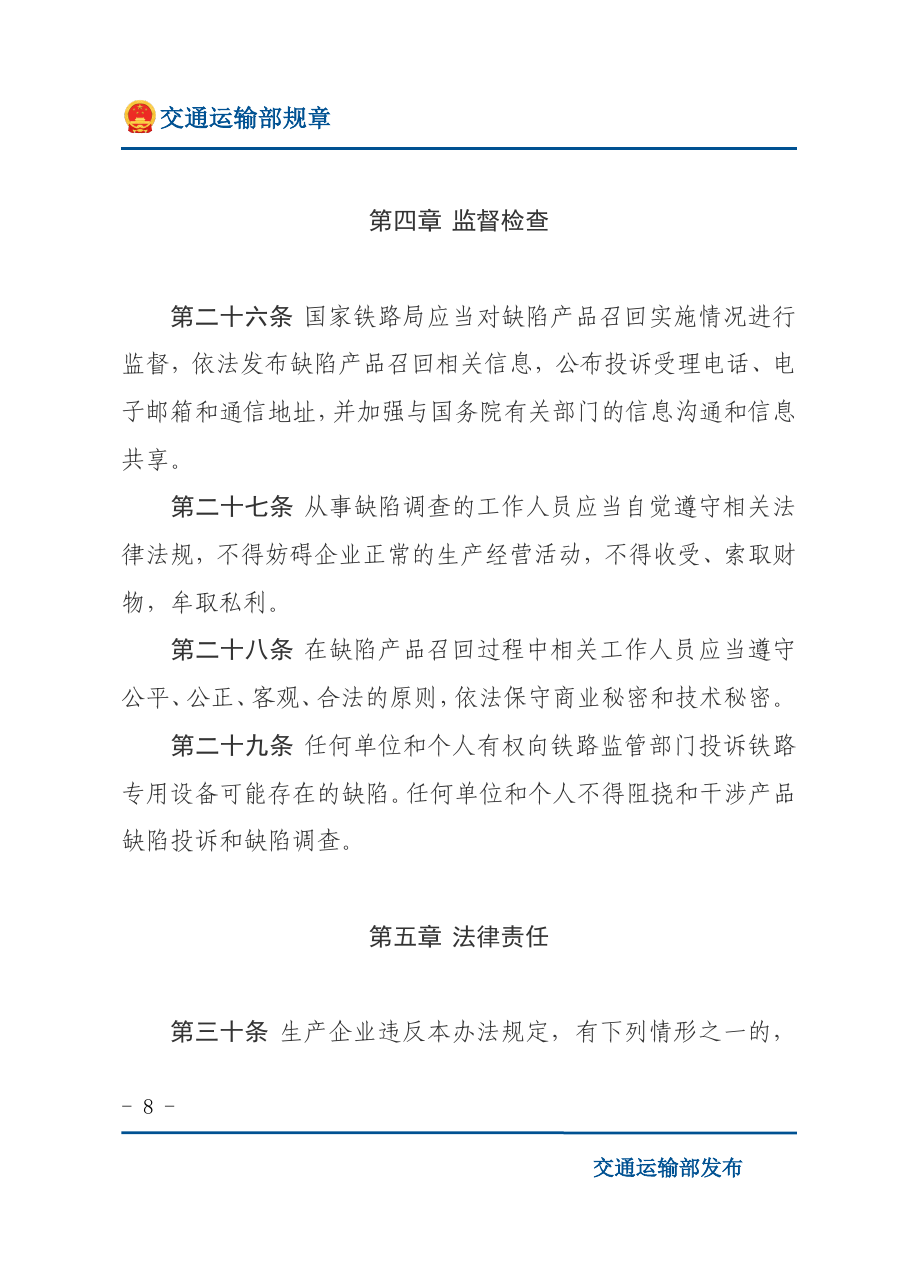 交通运输部规章
第四章 监督检查
第二十六条 国家铁路局应当对缺陷产品召回实施情况进行
监督，依法发布缺陷产品召回相关信息，公布投诉受理电话、电
子邮箱和通信地址，并加强与国务院有关部门的信息沟通和信息
共享。
第二十七条 从事缺陷调查的工作人员应当自觉遵守相关法
律法规，不得妨碍企业正常的生产经营活动，不得收受、索取财
物，牟取私利。
第二十八条 在缺陷产品召回过程中相关工作人员应当遵守
公平、公正、客观、合法的原则，依法保守商业秘密和技术秘密。
第二十九条 任何单位和个人有权向铁路监管部门投诉铁路
专用设备可能存在的缺陷。任何单位和个人不得阻挠和干涉产品
缺陷投诉和缺陷调查。
第五章 法律责任
第三十条 生产企业违反本办法规定，有下列情形之一的，
- 8 -
交通运输部发布